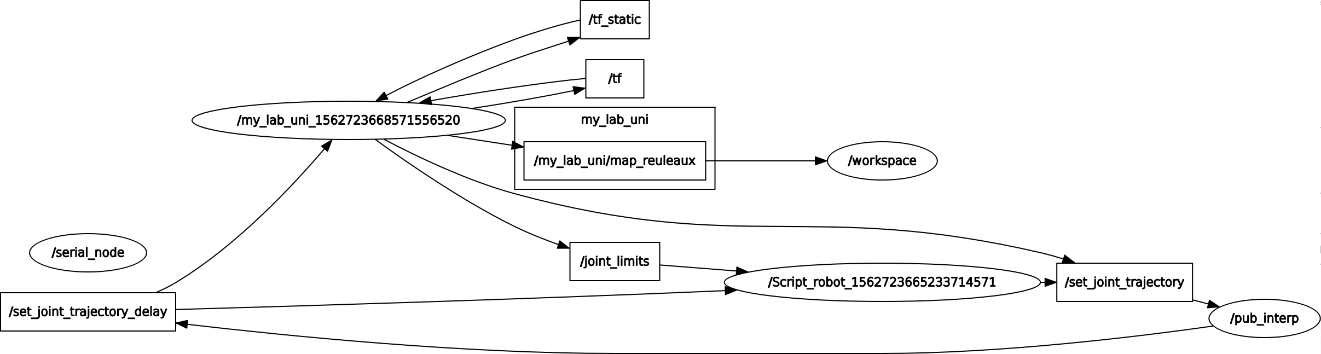 /tf_static
/tf
/my_lab_uni_1562723668571556520
my_lab_uni
/my_lab_uni/map_reuleaux
/workspace
/serial_node
/joint_limits
/Script_robot_1562723665233714571
/set_joint_trajectory
/set_joint_trajectory_delay
/pub_interp